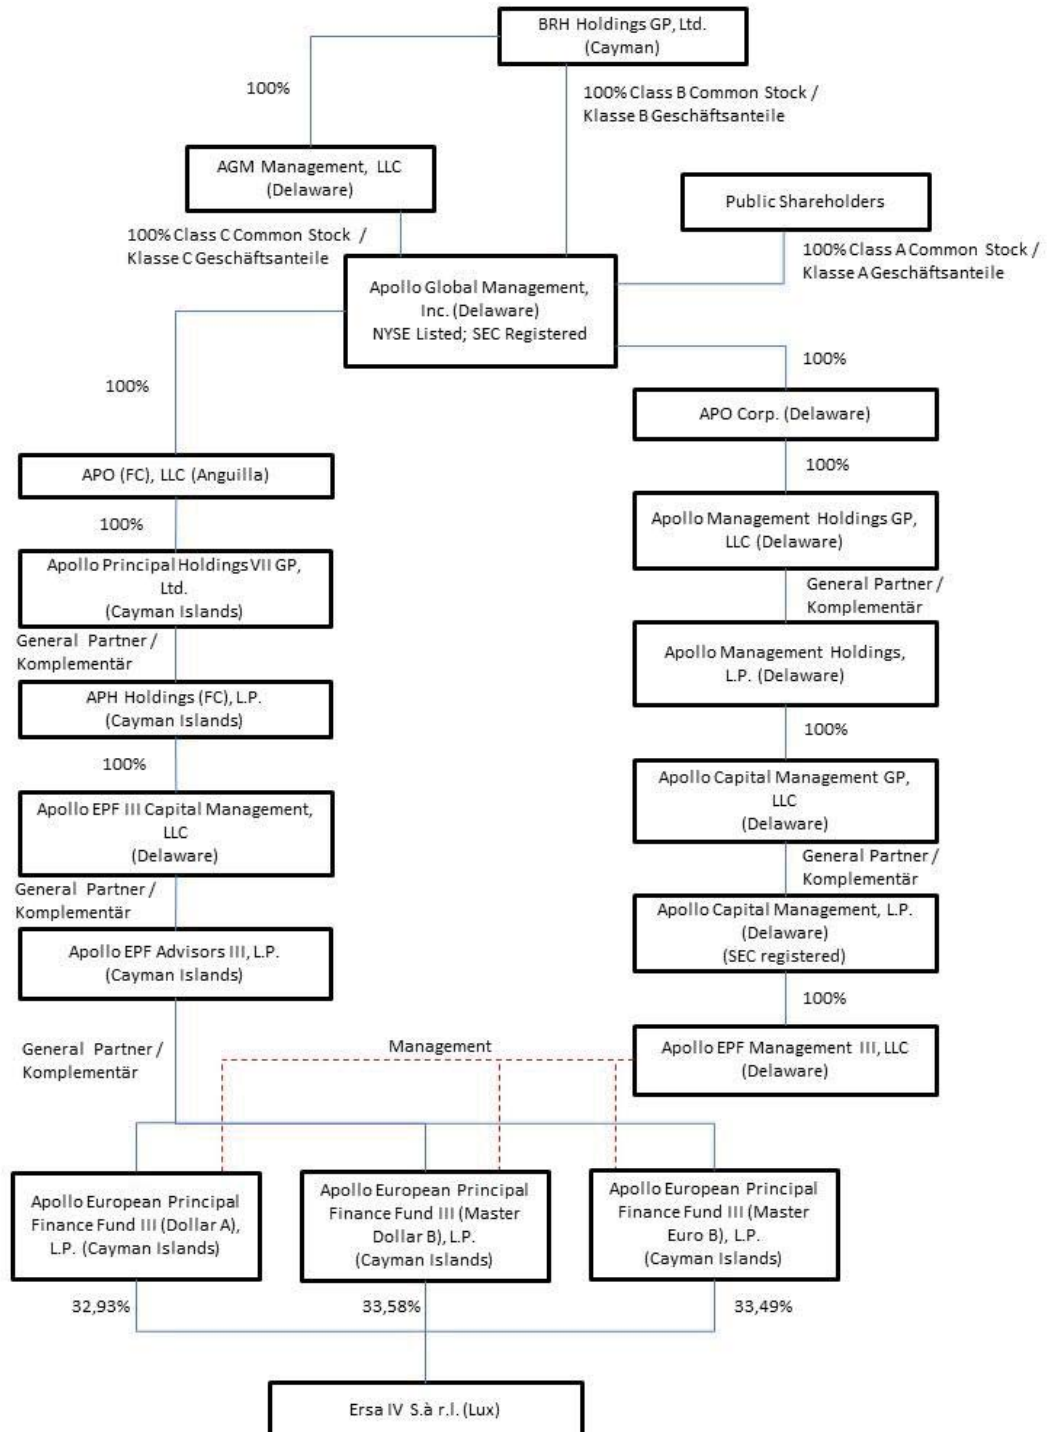 BRH Holdings GP, Ltd.
(Cayman)
100%
100% Class B Common Stock /
Klasse B Geschäftsanteile
AGM Management, LLC
(Delaware)
Public Shareholders
100% Class C Common Stock /
Klasse C Geschäftsanteile
100% Class A Common Stock /
Klasse A Geschäftsanteile
Apollo Global Management,
Inc. (Delaware)
NYSE Listed; SEC Registered
100%
100%
APO Corp. (Delaware)
APO (FC), LLC (Anguilla)
100%
100%
Apollo Management Holdings GP,
LLC (Delaware)
Apollo Principal Holdings VII GP,
Ltd.
(Cayman Islands)
General Partner /
Komplementär
General Partner /
Komplementär
Apollo Management Holdings,
L.P. (Delaware)
APH Holdings (FC), L.P.
(Cayman Islands)
100%
100%
Apollo Capital Management GP,
LLC
(Delaware)
Apollo EPF III Capital Management,
LLC
(Delaware)
General Partner /
Komplementär
General Partner /
Komplementär
Apollo Capital Management, L.P.
(Delaware)
(SEC registered)
Apollo EPF Advisors III, L.P.
(Cayman Islands)
100%
General Partner /
Komplementär
Management
Apollo EPF Management III, LLC
(Delaware)
Apollo European Principal
Finance Fund III (Dollar A),
L.P. (Cayman Islands)
Apollo European Principal
Finance Fund III (Master
Dollar B), L.P.
(Cayman Islands)
Apollo European Principal
Finance Fund III (Master
Euro B), L.P.
(Cayman Islands)
32,93%
33,58%
33,49%
Ersa IV S.à r.l. (Lux)